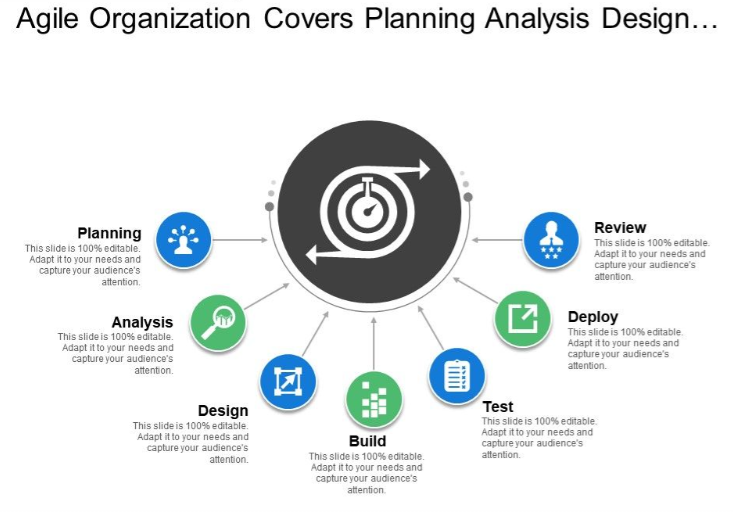 Agile Organization Covers Planning Analysis Design…
Planning
This slide is 100% editable.
Adapt it to your needs and
capture your audience's
attention.
Analysis
This slide is 100% editable.
Adapt it to your needs and
capture your audience's
attention.
Design
This slide is 100% editable.
Adapt it to your needs and
capture your audience's
attention.
Build
This slide is 100% editable.
Adapt it to your needs and
capture your audience's
attention.
Test
This slide is 100% editable.
Adapt it to your needs and
capture your audience's
attention.
Deploy
This slide is 100% editable.
Adapt it to your needs and
capture your audience's
attention.
Review
This slide is 100% editable.
Adapt it to your needs and
capture your audience's
attention.